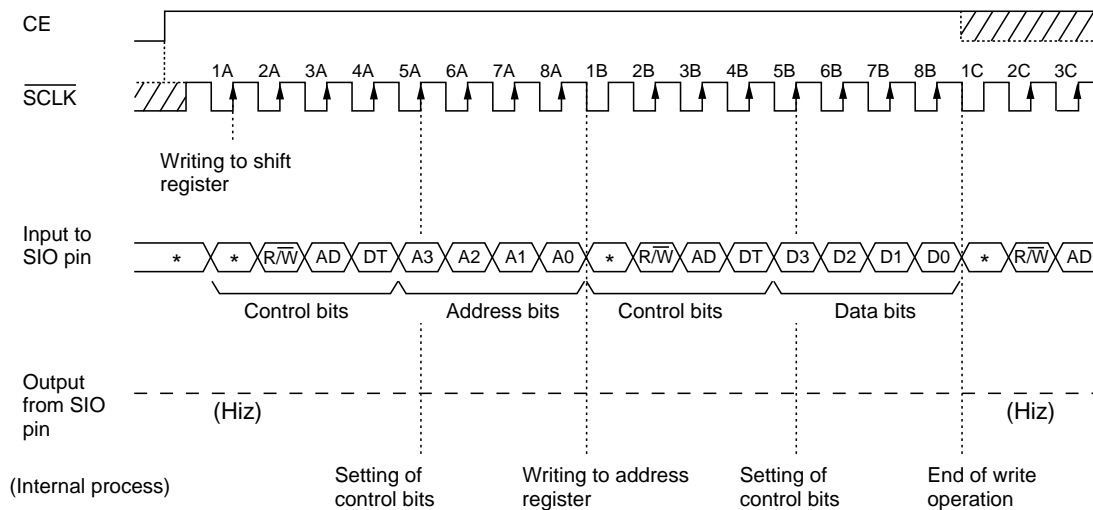 CE
1A 2A 3A 4A 5A 6A 7A 8A 1B 2B 3B 4B 5B 6B 7B 8B 1C 2C 3C
S̅C̅L̅K̅
Writing to shift
register
Input to
SIO pin
* * R/W̅ AD DT A3 A2 A1 A0 * R/W̅ AD DT D3 D2 D1 D0 * R/W̅ AD
Control bits Address bits Control bits Data bits
Output
from SIO
pin
(Hiz) (Hiz)
(Internal process)
Setting of
control bits
Writing to address
register
Setting of
control bits
End of write
operation